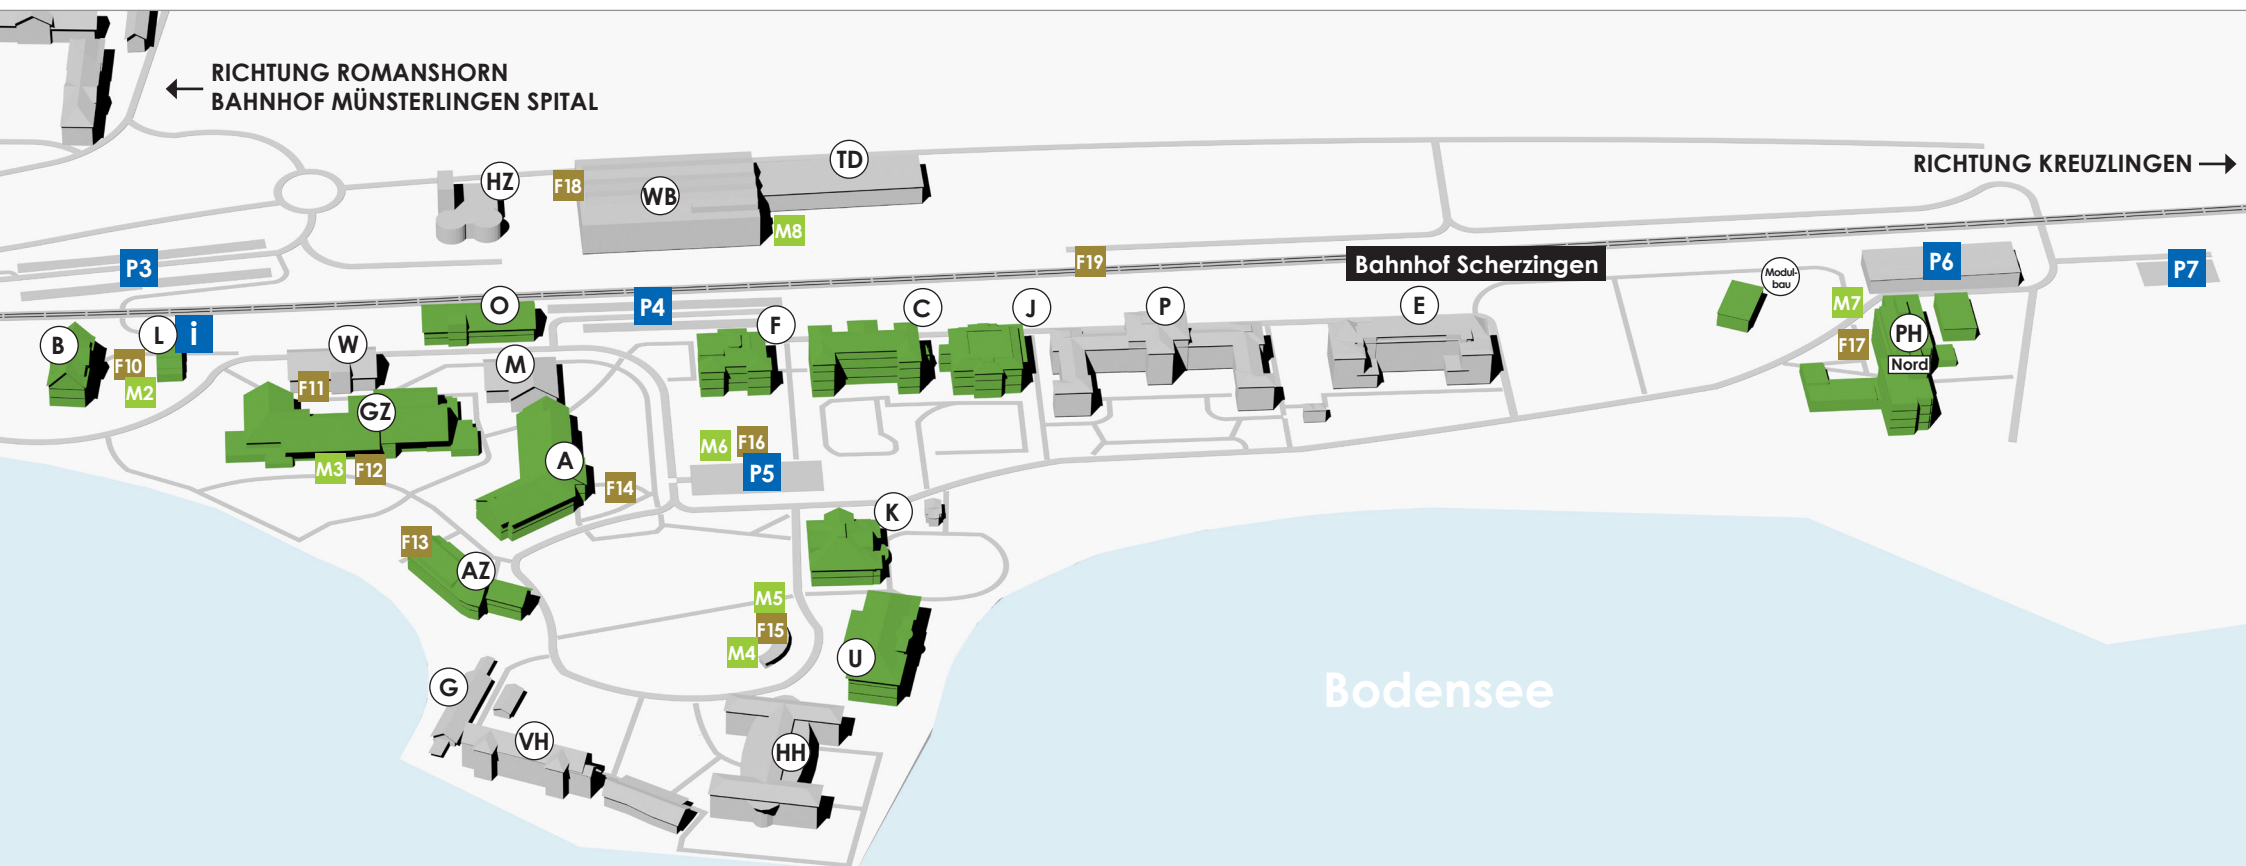 RICHTUNG ROMANSHORN
BAHNHOF MÜNSTERLINGEN SPITAL
RICHTUNG KREUZLINGEN
TD
HZ
F18
WB
M8
F19
Bahnhof Scherzingen
P3
P6
P7
Modul-
bau
M7
O
P4
F
C
J
P
E
B
L
i
W
M
F10
M2
F11
GZ
PH
Nord
F17
M3
F12
A
F14
M6
F16
P5
K
F13
AZ
M5
F15
M4
U
G
VH
HH
Bodensee